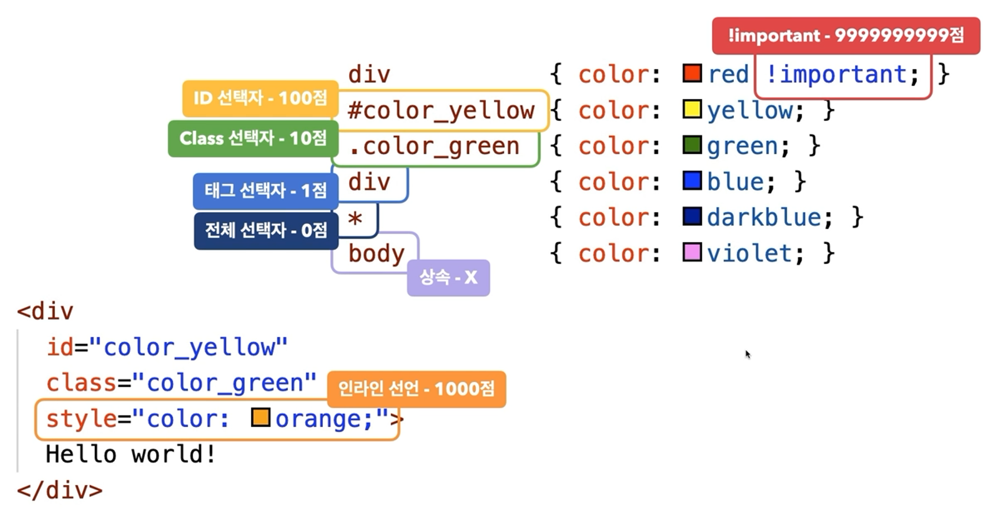 !important - 9999999999점
div { color: red !important; }
ID 선택자 - 100점
#color_yellow { color: yellow; }
Class 선택자 - 10점
.color_green { color: green; }
태그 선택자 - 1점
div { color: blue; }
전체 선택자 - 0점
* { color: darkblue; }
body { color: violet; }
상속 - X
<div
id="color_yellow"
class="color_green"
인라인 선언 - 1000점
style="color: orange;">
Hello world!
</div>